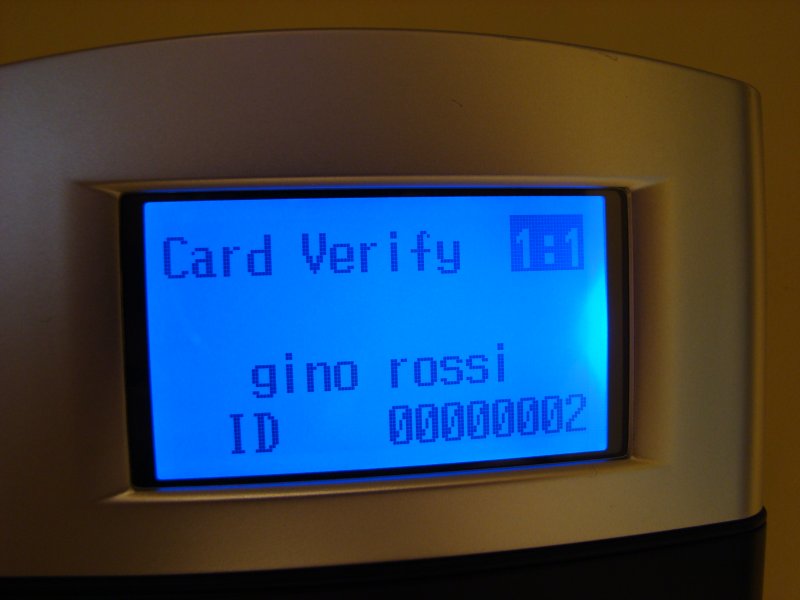 Card Verify 1:1
gino rossi
ID 00000002